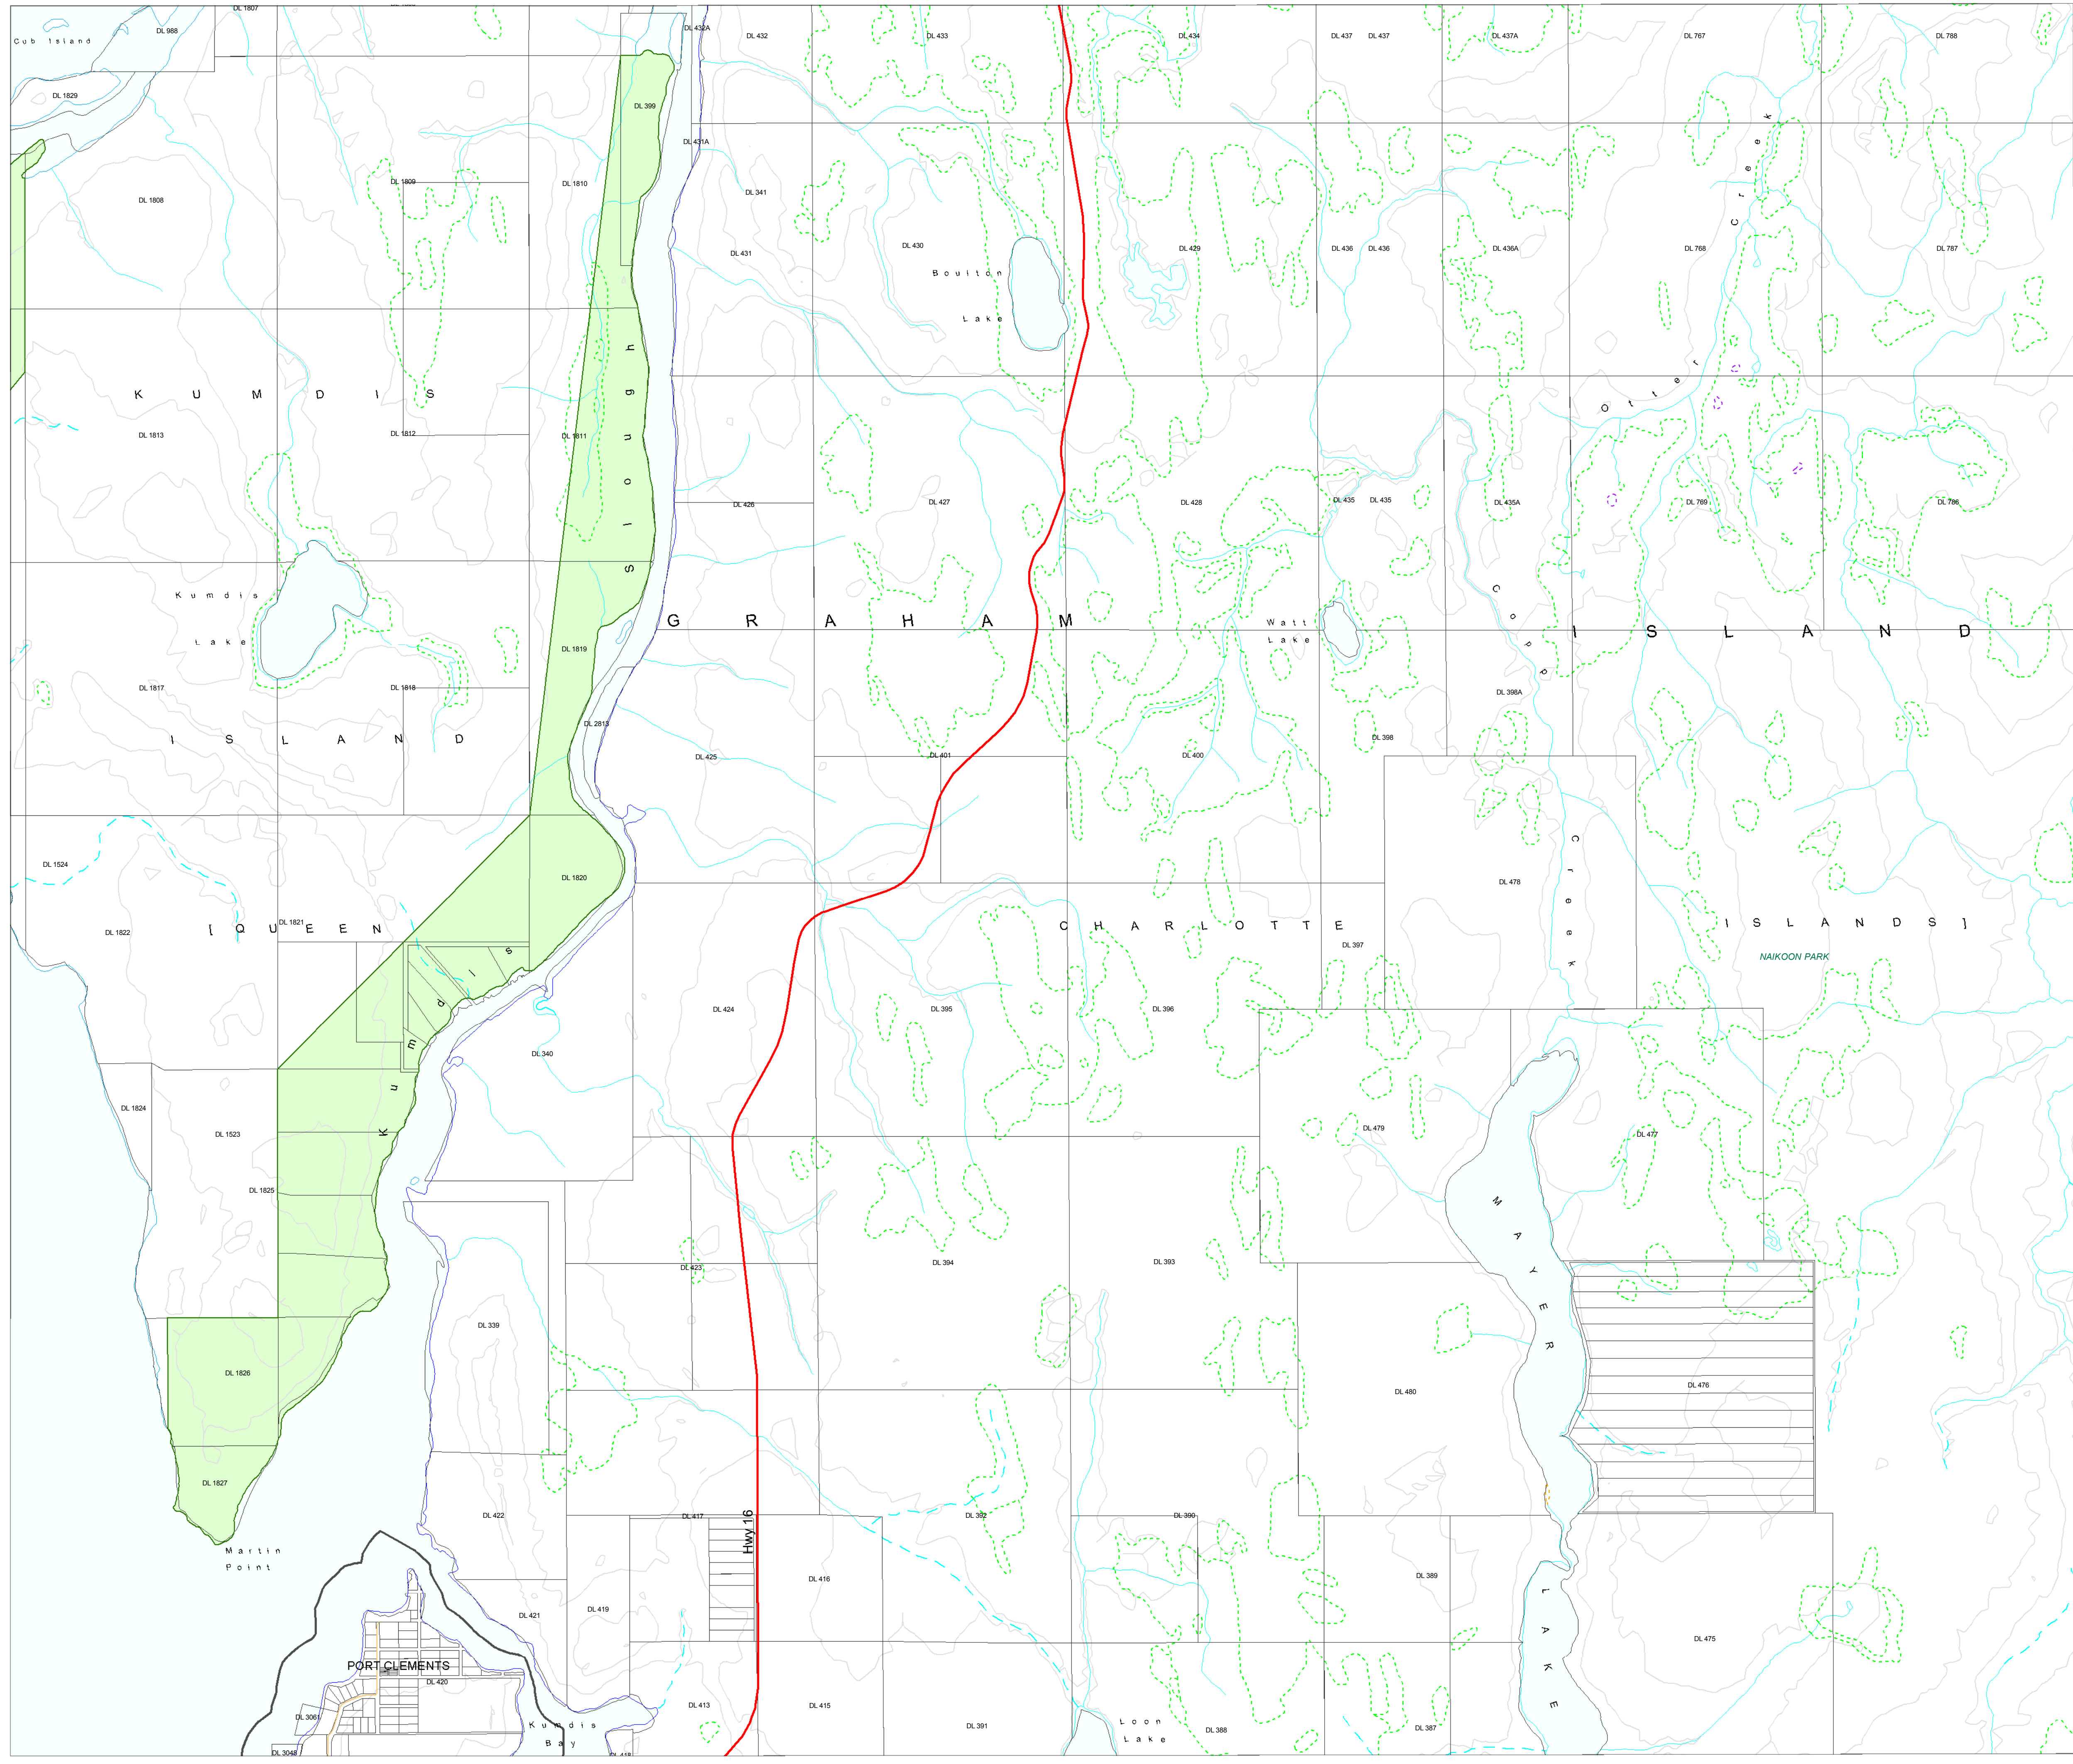 DL 1807
DL 988
Cub Island
DL 1829
DL 432A
DL 432
DL 433
DL 434
DL 437
DL 437
DL 437A
DL 767
DL 788
DL 399
DL 431A
DL 1808
DL 1809
DL 1810
DL 341
DL 431
DL 430
DL 429
DL 436
DL 436
DL 436A
DL 768
DL 787
Boulton
Lake
Otter Creek
KUMDIS
DL 1813
DL 1812
DL 1811
DL 426
DL 427
DL 428
DL 435
DL 435
DL 435A
DL 769
DL 786
Kumdis
Lake
Kumdis Slough
GRAHAM
ISLAND
Watt
Lake
Copp
Creek
DL 1817
DL 1818
DL 1819
DL 2813
DL 398A
DL 398
ISLAND
DL 425
DL 401
DL 400
DL 1524
DL 1820
DL 478
DL 1822
DL 1821
[QUEEN
CHARLOTTE
ISLANDS]
DL 397
NAIKOON PARK
DL 424
DL 395
DL 396
DL 340
DL 1824
DL 1523
DL 479
DL 477
DL 1825
MAYER
LAKE
DL 423
DL 394
DL 393
DL 339
DL 1826
DL 480
DL 476
DL 1827
DL 422
DL 417
Hwy 16
DL 392
DL 390
Martin
Point
DL 416
DL 389
DL 421
DL 419
DL 475
PORT CLEMENTS
DL 420
DL 3061
DL 413
DL 415
DL 391
Loon
Lake
DL 388
DL 387
Kumdis
Bay
DL 3048
DL 418